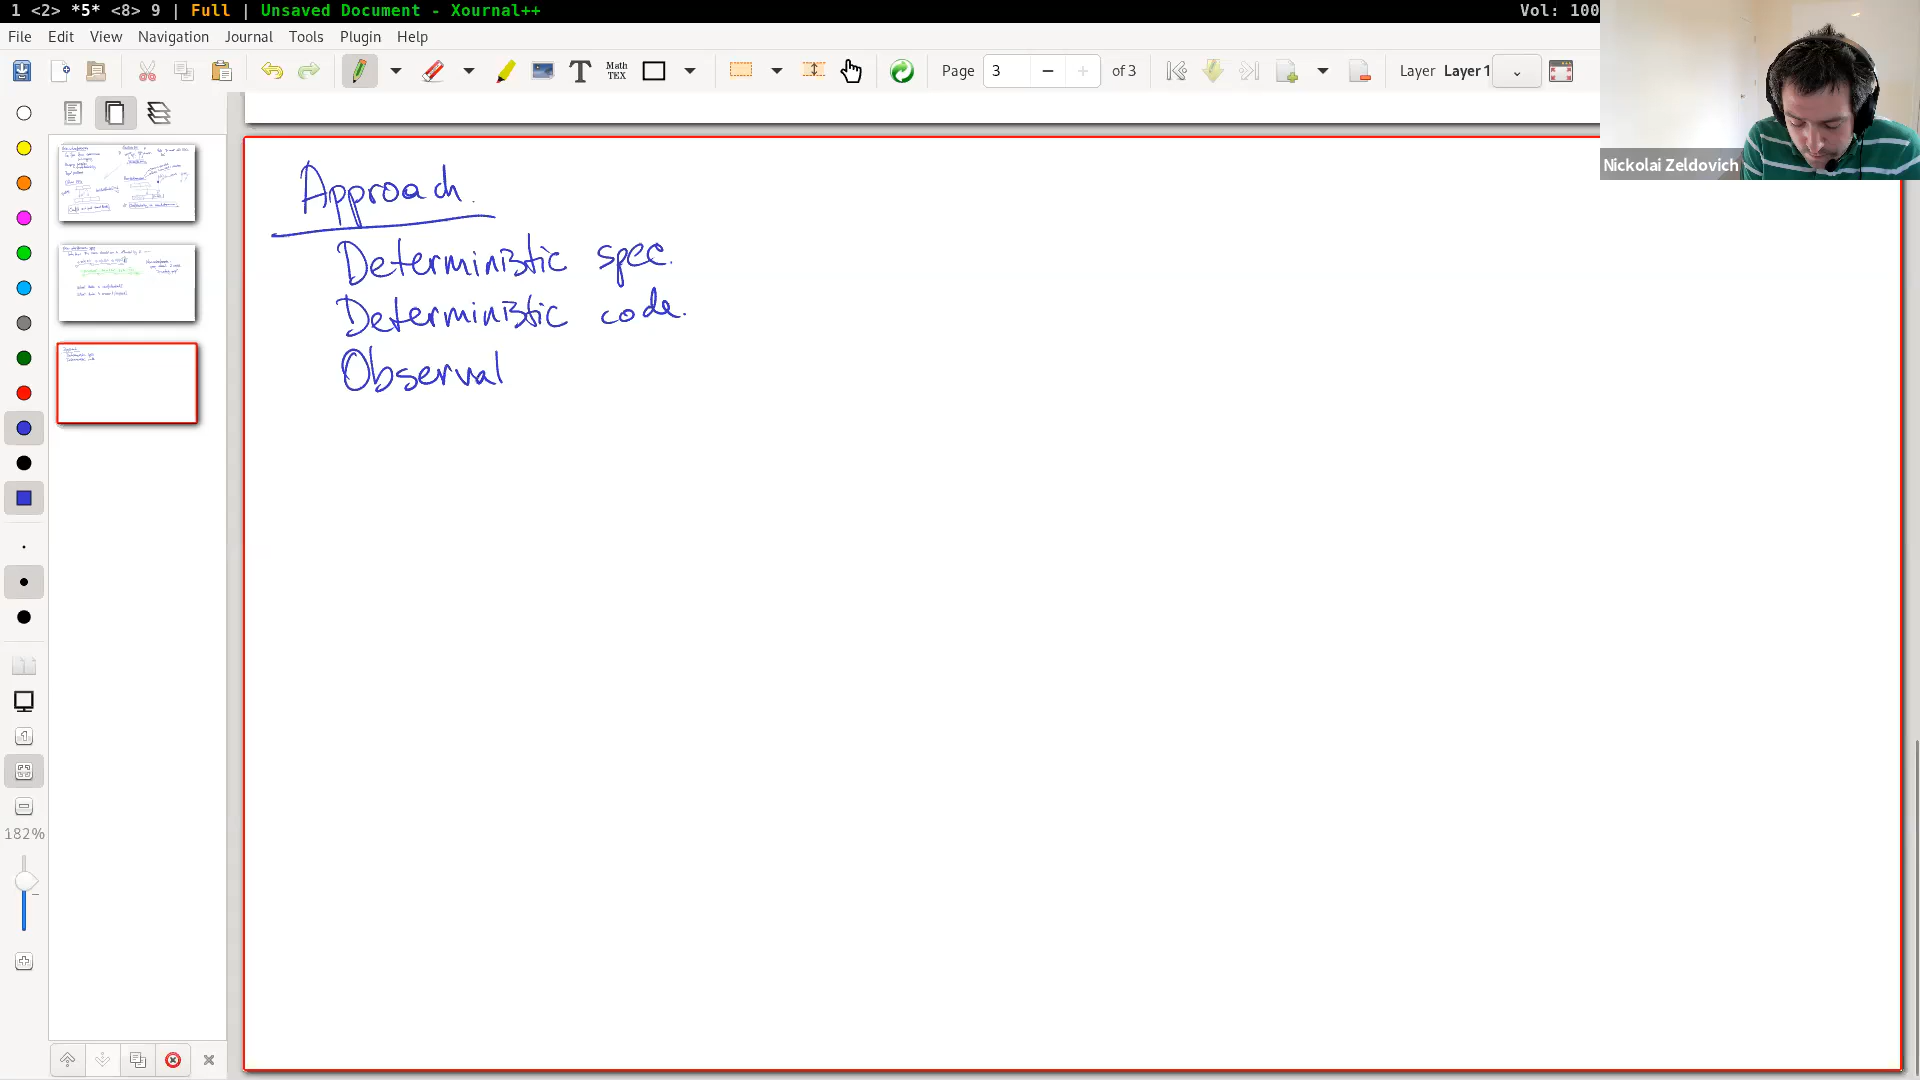 1 <2> *5* <8> 9 | Full | Unsaved Document - Xournal++
Vol: 100
File Edit View Navigation Journal Tools Plugin Help
Math
TEX
Page 3 of 3 Layer Layer 1
Nickolai Zeldovich
Approach.
Deterministic spec.
Deterministic code.
Observal
182%